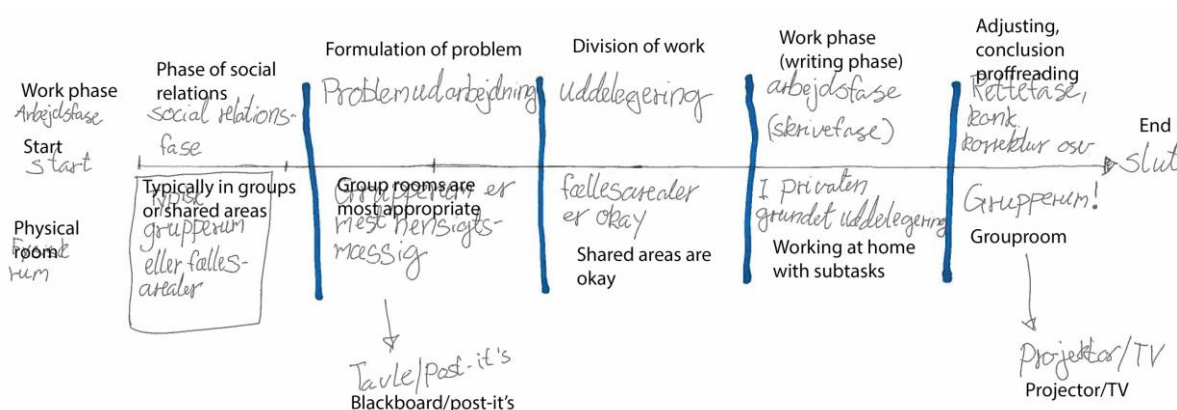 Work phase
Arbejdsfase
Start
start
Physical
room
rum
Phase of social
relations
social relations-
fase
Typically in groups
or shared areas
Typisk
grupperum
eller fælles-
arealer
Formulation of problem
Problemudarbejdning
Group rooms are
most appropriate
Grupperum er
mest hensigts-
mæssig
Tavle/post-it's
Blackboard/post-it's
Division of work
uddelegering
fællesarealer
er okay
Shared areas are
okay
Work phase
(writing phase)
arbejdsfase
(skrivefase)
I privaten
grundet uddelegering
Working at home
with subtasks
Adjusting,
conclusion
proffreading
Rettefase,
konk.
korrektur osv
Grupperum!
Grouproom
Projektor/TV
Projector/TV
End
slut